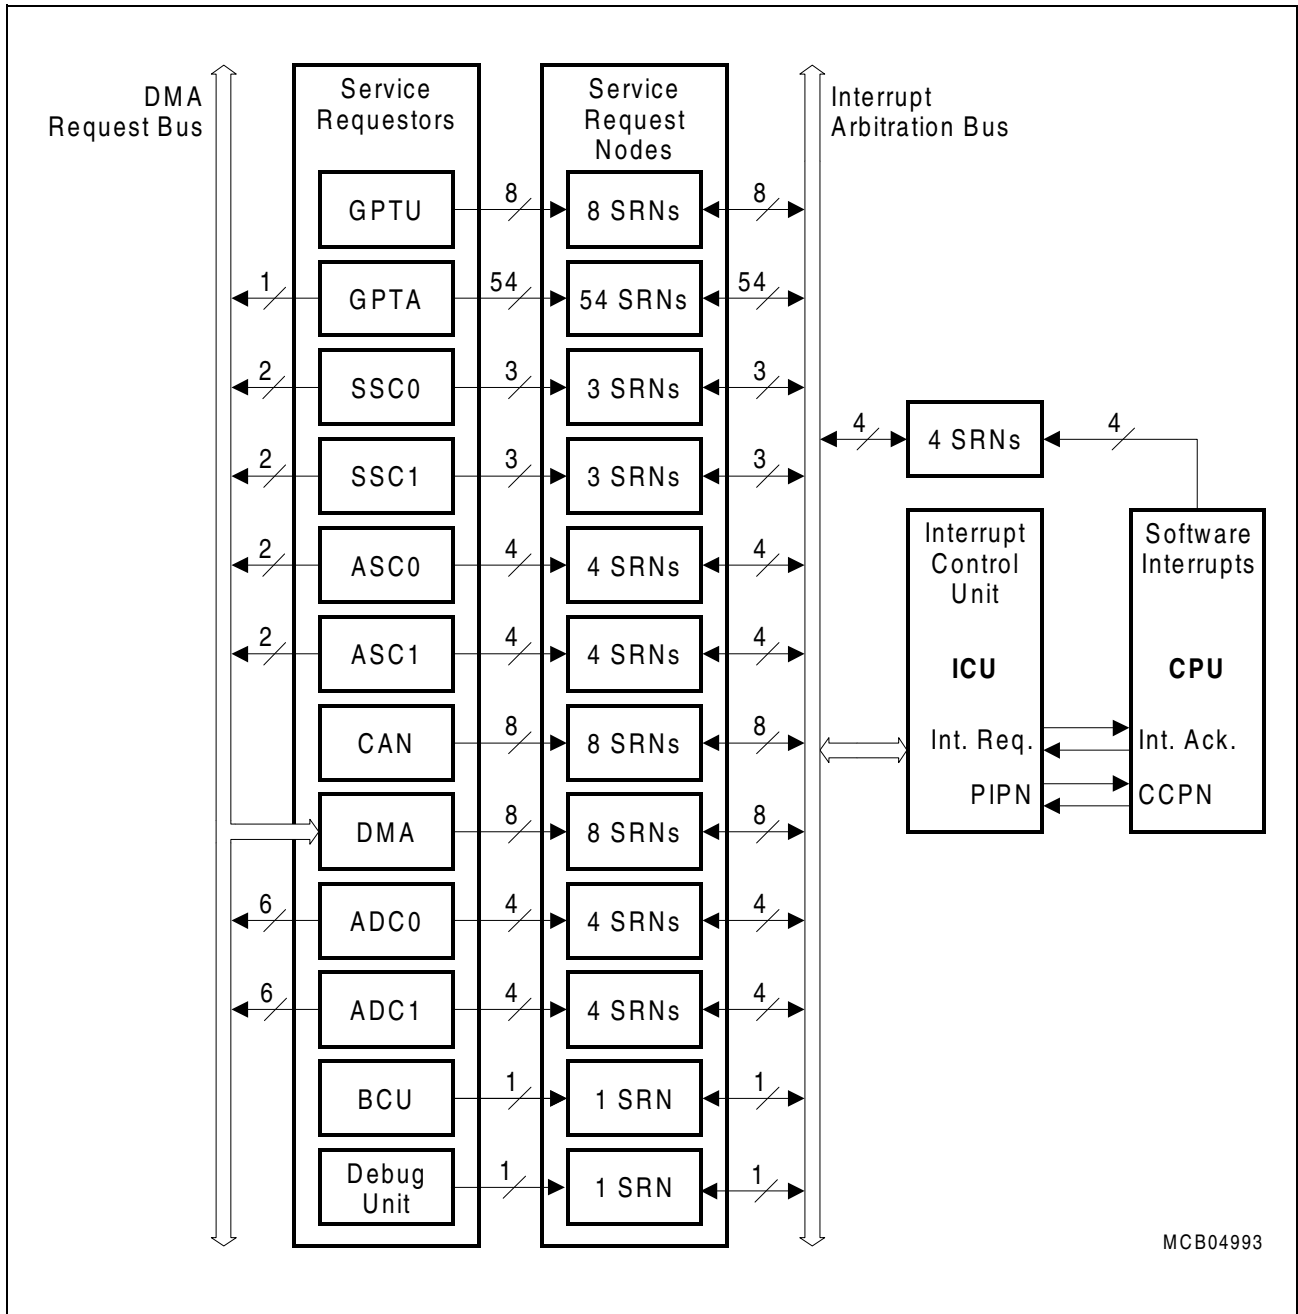 DMA
Request Bus
Service
Requestors
Service
Request
Nodes
Interrupt
Arbitration Bus
GPTU
8
8 SRNs
8
1
GPTA
54
54 SRNs
54
2
SSC0
3
3 SRNs
3
2
SSC1
3
3 SRNs
3
2
ASC0
4
4 SRNs
4
2
ASC1
4
4 SRNs
4
CAN
8
8 SRNs
8
DMA
8
8 SRNs
8
6
ADC0
4
4 SRNs
4
6
ADC1
4
4 SRNs
4
BCU
1
1 SRN
1
Debug
Unit
1
1 SRN
1
4
4 SRNs
4
Interrupt
Control
Unit
ICU
Int. Req.
PIPN
Software
Interrupts
CPU
Int. Ack.
CCPN
MCB04993